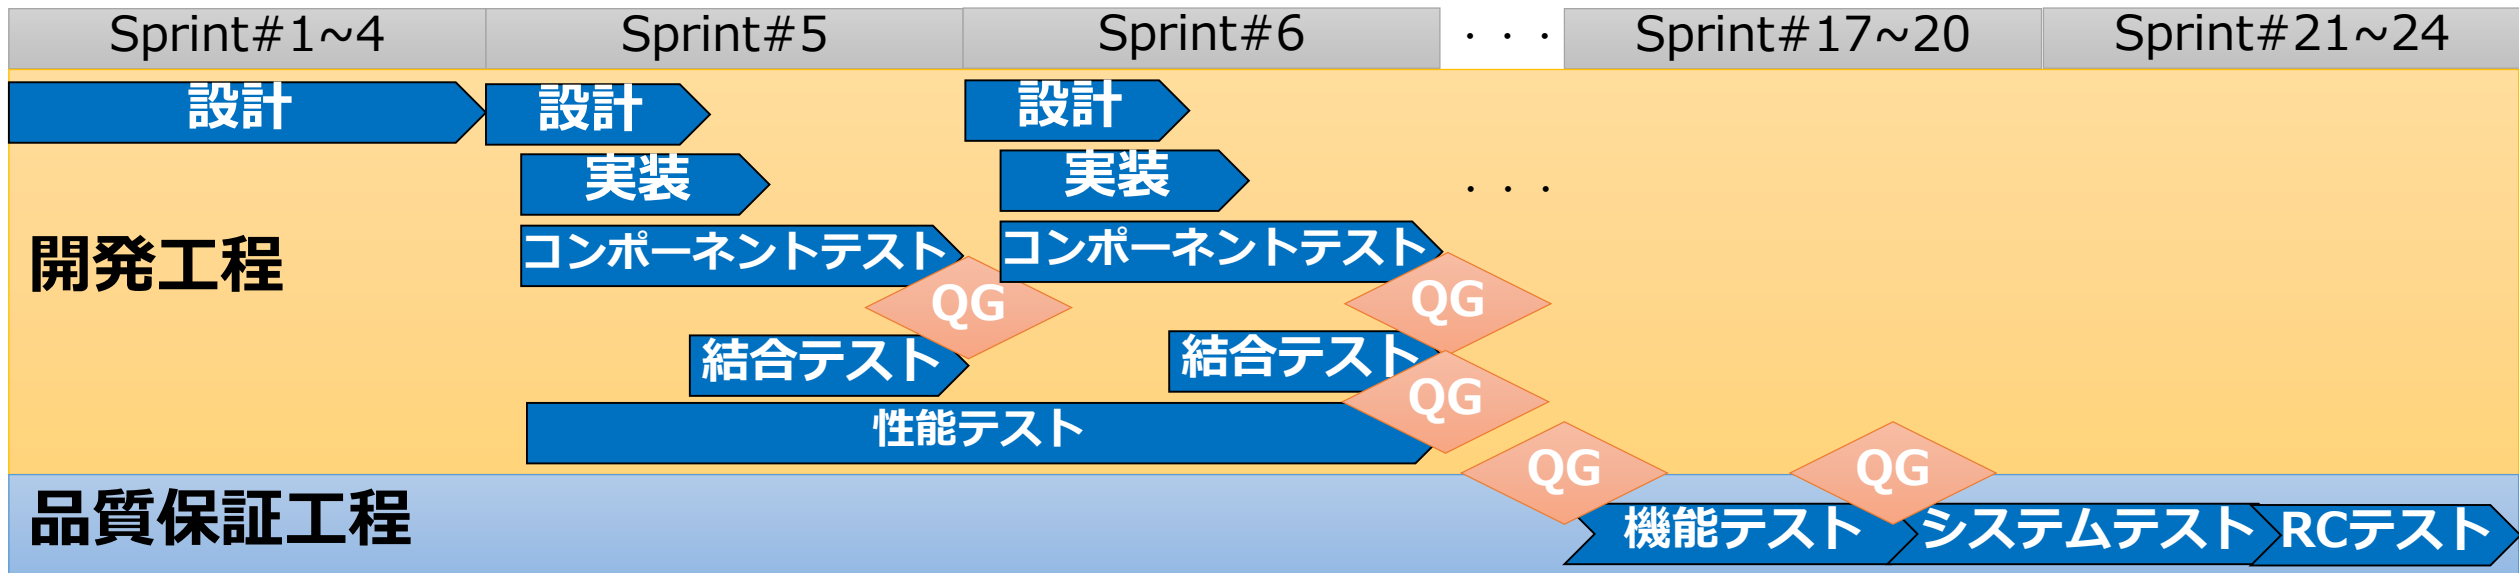 Sprint#1~4
Sprint#5
Sprint#6
・・・
Sprint#17~20
Sprint#21~24
設計
設計
設計
実装
実装
・・・
開発工程
コンポーネントテスト
コンポーネントテスト
QG
QG
結合テスト
結合テスト
QG
性能テスト
QG
QG
品質保証工程
機能テスト
システムテスト
RCテスト